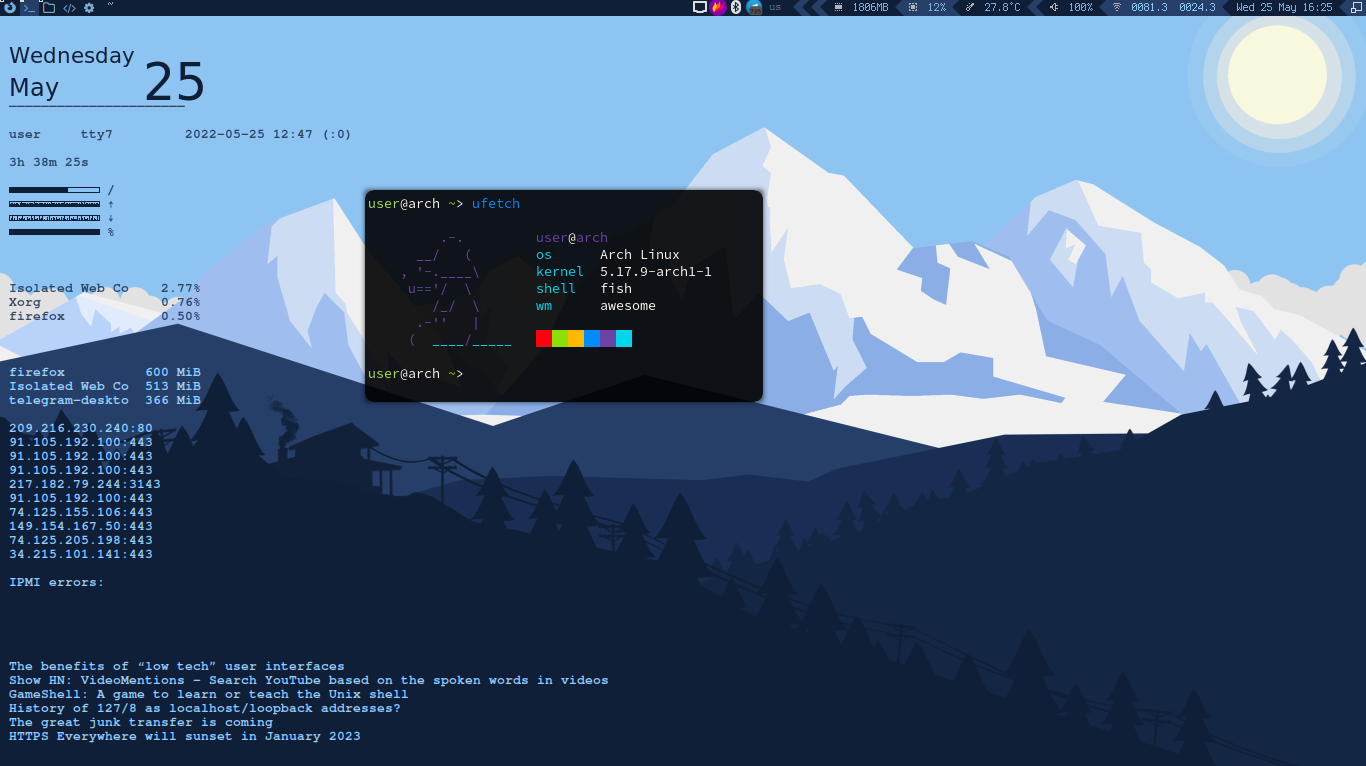 ~
us
1806MB 12% 27.8°C 100% 0081.3 0024.3 Wed 25 May 16:25
Wednesday
May 25
user tty7 2022-05-25 12:47 (:0)
3h 38m 25s
/
↑
↓
%
Isolated Web Co 2.77%
Xorg 0.76%
firefox 0.50%
firefox 600 MiB
Isolated Web Co 513 MiB
telegram-deskto 366 MiB
209.216.230.240:80
91.105.192.100:443
91.105.192.100:443
91.105.192.100:443
217.182.79.244:3143
91.105.192.100:443
74.125.155.106:443
149.154.167.50:443
74.125.205.198:443
34.215.101.141:443
IPMI errors:
The benefits of “low tech” user interfaces
Show HN: VideoMentions – Search YouTube based on the spoken words in videos
GameShell: A game to learn or teach the Unix shell
History of 127/8 as localhost/loopback addresses?
The great junk transfer is coming
HTTPS Everywhere will sunset in January 2023
user@arch ~> ufetch
user@arch
os Arch Linux
kernel 5.17.9-arch1-1
shell fish
wm awesome
user@arch ~>